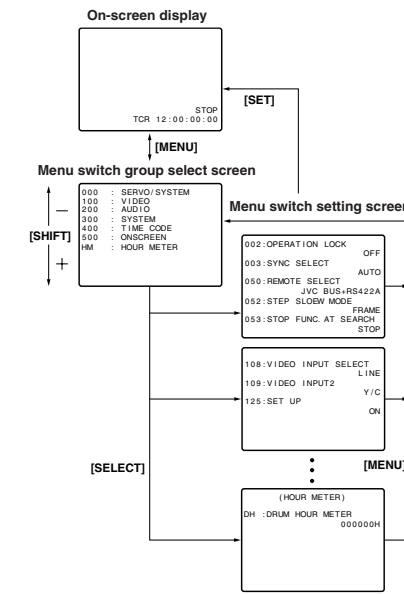 On-screen display
STOP
TCR 12:00:00:00
[SET]
[MENU]
Menu switch group select screen
000 : SERVO/SYSTEM
100 : VIDEO
200 : AUDIO
300 : SYSTEM
400 : TIME CODE
500 : ONSCREEN
HM : HOUR METER
–
[SHIFT]
+
Menu switch setting screen
002:OPERATION LOCK
OFF
003:SYNC SELECT
AUTO
050:REMOTE SELECT
JVC BUS+RS422A
052:STEP SLOEW MODE
FRAME
053:STOP FUNC. AT SEARCH
STOP
108:VIDEO INPUT SELECT
LINE
109:VIDEO INPUT2
Y/C
125:SET UP
ON
[SELECT]
[MENU]
(HOUR METER)
DH :DRUM HOUR METER
000000H